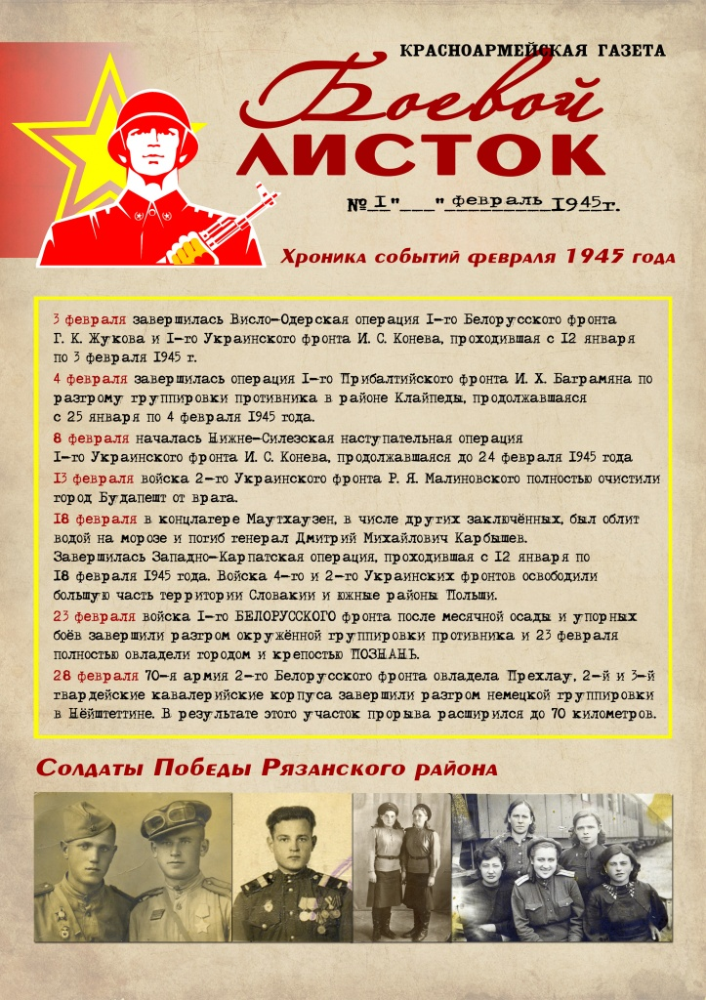 КРАСНОАРМЕЙСКАЯ ГАЗЕТА
Боевой
ЛИСТОК
№ I "___" февраль 1945г.
Хроника событий февраля 1945 года
3 февраля завершилась Висло-Одерская операция I-го Белорусского фронта
Г. К. Жукова и I-го Украинского фронта И. С. Конева, проходившая с 12 января
по 3 февраля 1945 г.
4 февраля завершилась операция I-го Прибалтийского фронта И. Х. Баграмяна по
разгрому группировки противника в районе Клайпеды, продолжавшаяся
с 25 января по 4 февраля 1945 года.
8 февраля началась Нижне-Силезская наступательная операция
I-го Украинского фронта И. С. Конева, продолжавшаяся до 24 февраля 1945 года
13 февраля войска 2-го Украинского фронта Р. Я. Малиновского полностью очистили
город Будапешт от врага.
18 февраля в концлагере Маутхаузен, в числе других заключённых, был облит
водой на морозе и погиб генерал Дмитрий Михайлович Карбышев.
Завершилась Западно-Карпатская операция, проходившая с 12 января по
18 февраля 1945 года. Войска 4-го и 2-го Украинских фронтов освободили
большую часть территории Словакии и южные районы Польши.
23 февраля войска I-го БЕЛОРУССКОГО фронта после месячной осады и упорных
боёв завершили разгром окружённой группировки противника и 23 февраля
полностью овладели городом и крепостью ПОЗНАНЬ.
28 февраля 70-я армия 2-го Белорусского фронта овладела Прехлау, 2-й и 3-й
гвардейские кавалерийские корпуса завершили разгром немецкой группировки
в Нёйштеттине. В результате этого участок прорыва расширился до 70 километров.
Солдаты Победы Рязанского района